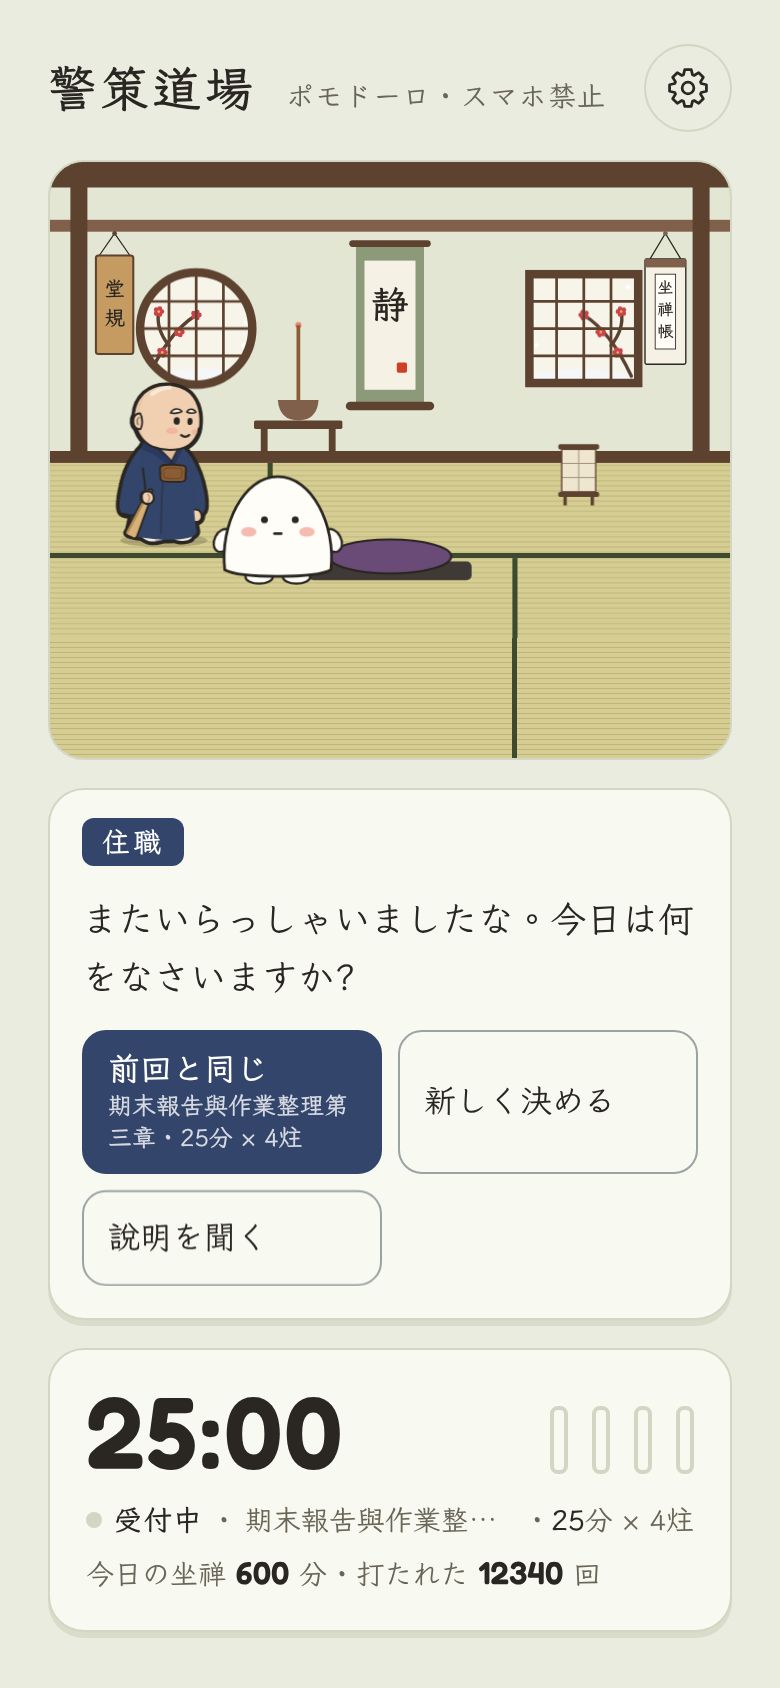 警策道場 ポモドーロ・スマホ禁止
堂規
静
坐禅帳
住職
またいらっしゃいましたな。今日は何
をなさいますか?
前回と同じ
期末報告與作業整理第
三章・25分 × 4炷
新しく決める
説明を聞く
25:00
受付中 ・ 期末報告與作業整… ・25分 × 4炷
今日の坐禅 600 分・打たれた 12340 回